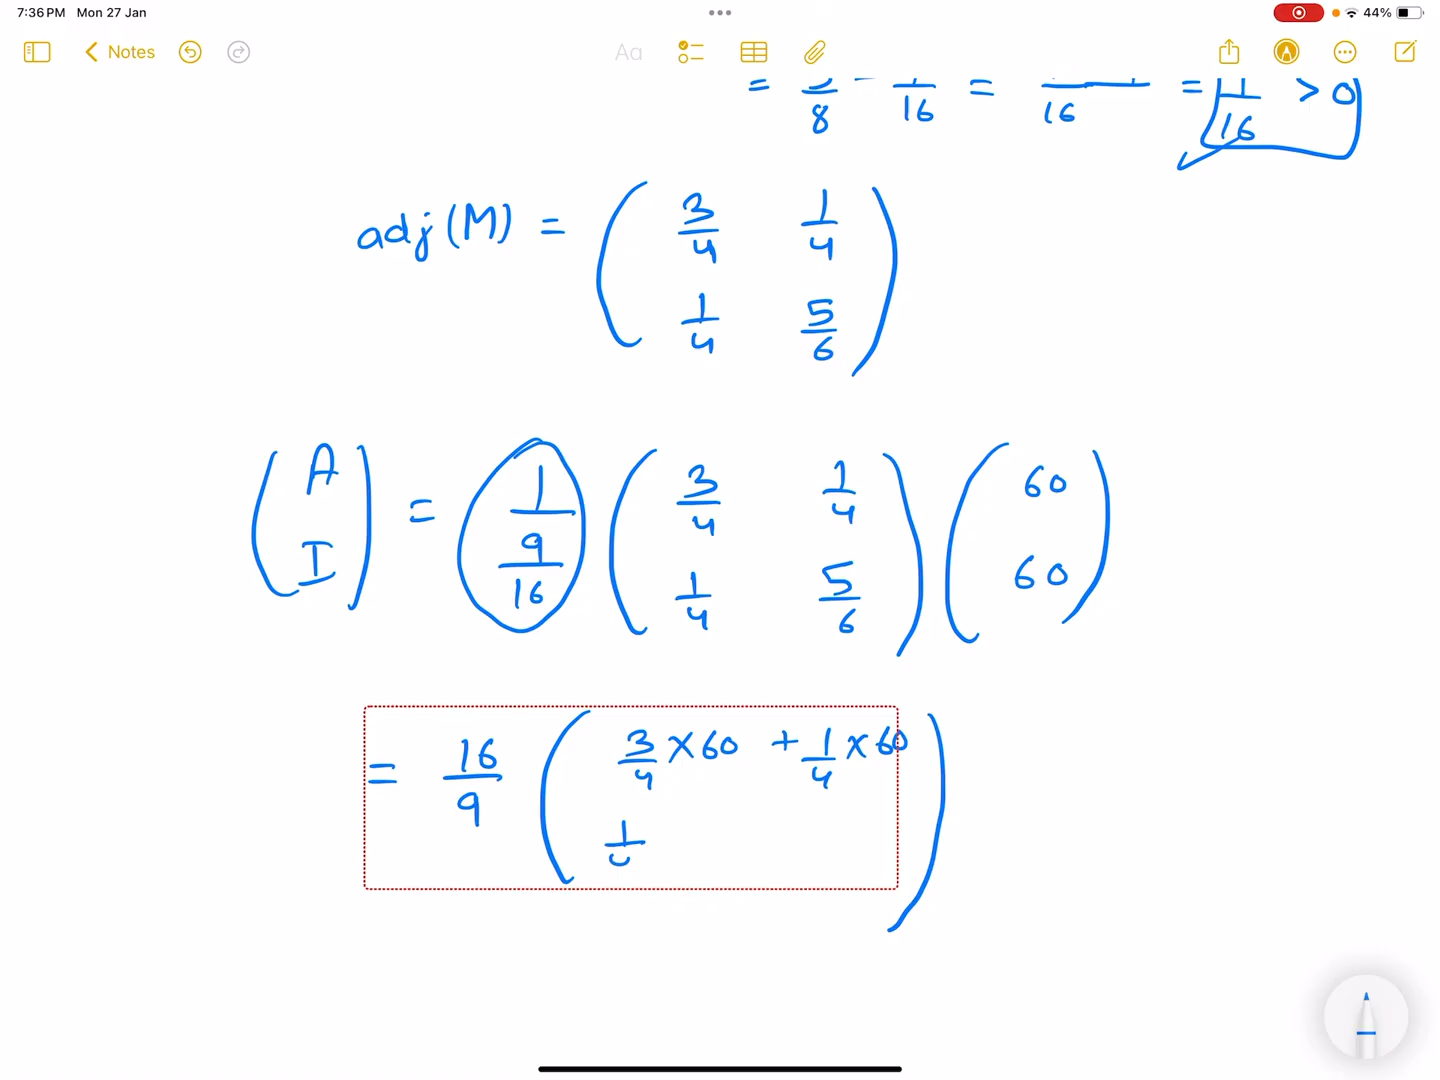 7:36 PM Mon 27 Jan 44%
Notes Aa
= /8 - /16 = /16 = /16 > 0
adj(M) = ( 3/4 1/4
1/4 5/6 )
( A
I ) = 1/(9/16) ( 3/4 1/4
1/4 5/6 ) ( 60
60 )
= 16/9 ( 3/4 × 60 + 1/4 × 60
1/ )